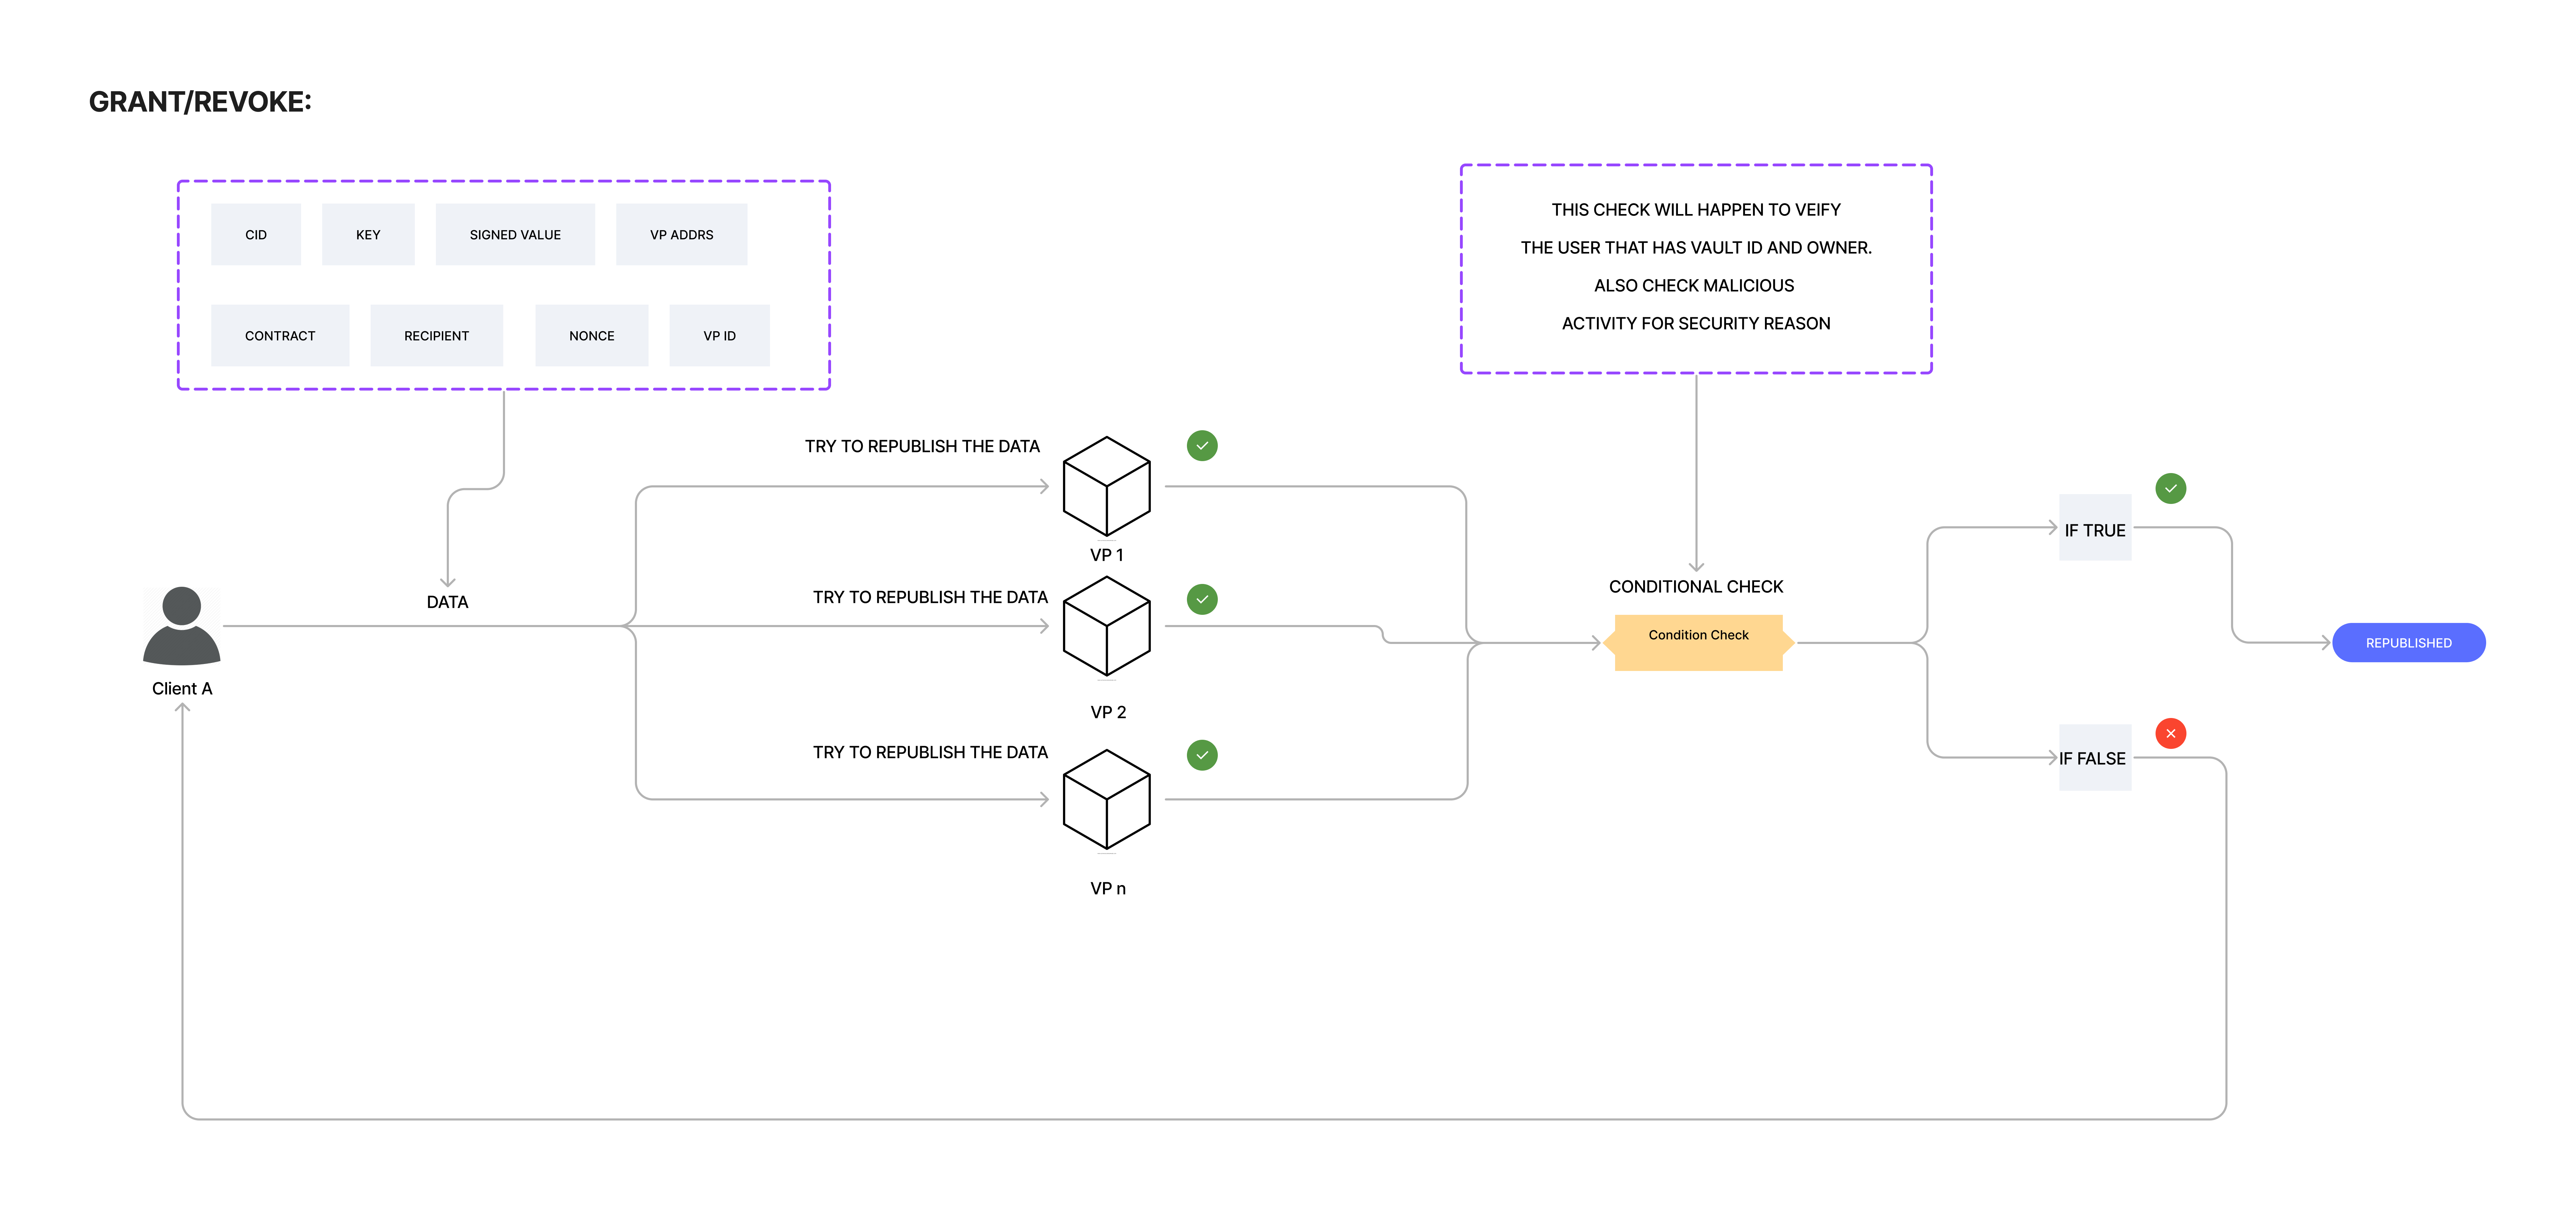 GRANT/REVOKE:
CID
KEY
SIGNED VALUE
VP ADDRS
CONTRACT
RECIPIENT
NONCE
VP ID
THIS CHECK WILL HAPPEN TO VEIFY
THE USER THAT HAS VAULT ID AND OWNER.
ALSO CHECK MALICIOUS
ACTIVITY FOR SECURITY REASON
TRY TO REPUBLISH THE DATA
VP 1
DATA
TRY TO REPUBLISH THE DATA
VP 2
TRY TO REPUBLISH THE DATA
VP n
Client A
CONDITIONAL CHECK
Condition Check
IF TRUE
IF FALSE
REPUBLISHED